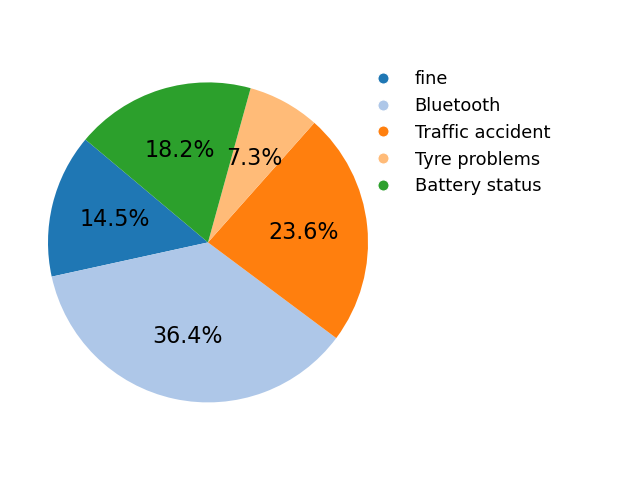 fine
Bluetooth
Traffic accident
Tyre problems
Battery status
18.2%
7.3%
14.5%
23.6%
36.4%